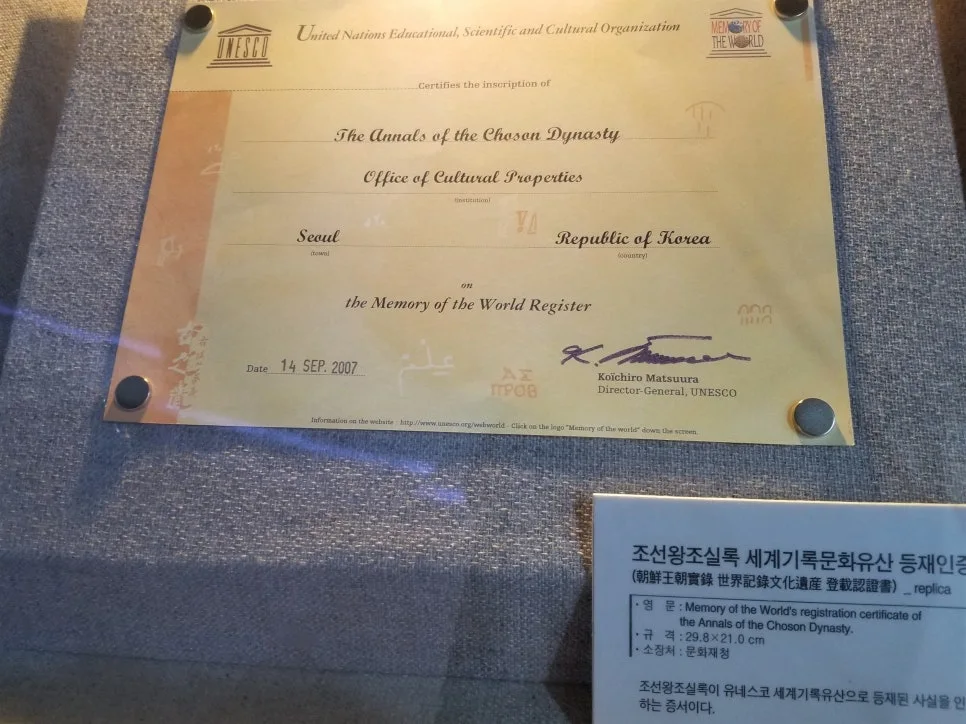 UNESCO
United Nations Educational, Scientific and Cultural Organization
MEMORY OF
THE WORLD
Certifies the inscription of
The Annals of the Choson Dynasty
Office of Cultural Properties
(institution)
Seoul
Republic of Korea
(town)
(country)
on
the Memory of the World Register
Date 14 SEP. 2007
Koïchiro Matsuura
Director-General, UNESCO
Information on the website : http://www.unesco.org/webworld - Click on the logo "Memory of the world" down the screen.
조선왕조실록 세계기록문화유산 등재인증
(朝鮮王朝實錄 世界記錄文化遺産 登載認證書) _ replica
· 영 문 : Memory of the World's registration certificate of
the Annals of the Choson Dynasty.
· 규 격 : 29.8×21.0 cm
· 소장처 : 문화재청
조선왕조실록이 유네스코 세계기록유산으로 등재된 사실을 인
하는 증서이다.